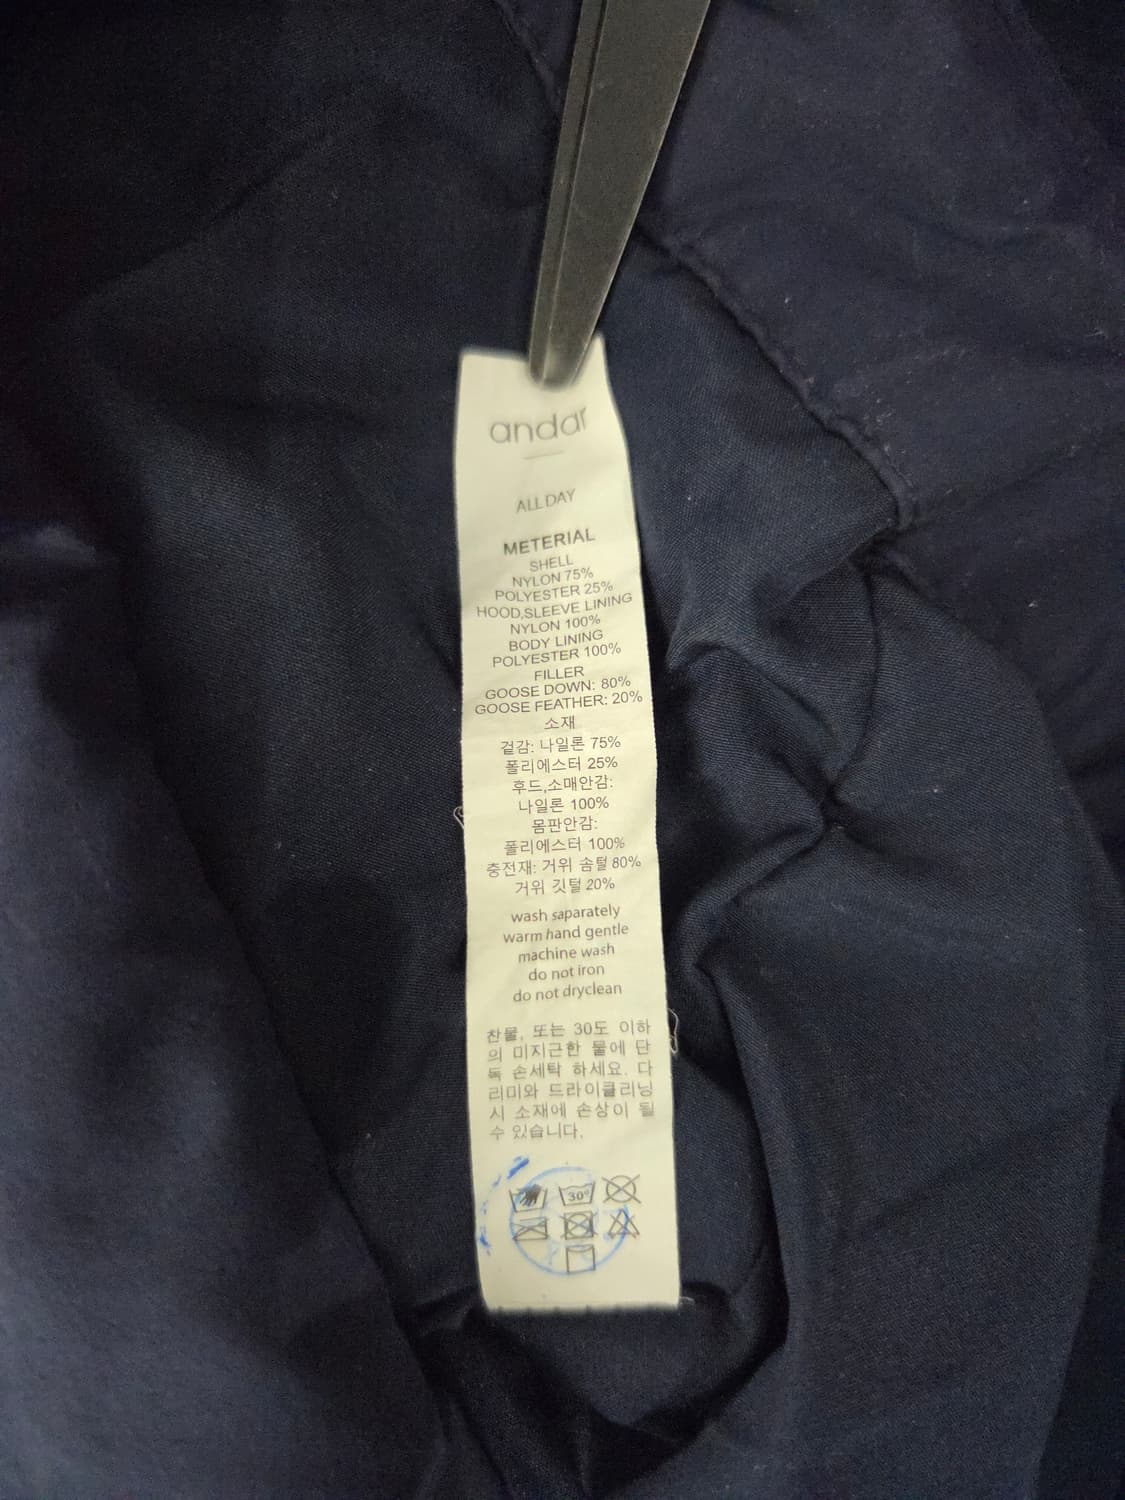 andar
ALLDAY
METERIAL
SHELL
NYLON 75%
POLYESTER 25%
HOOD,SLEEVE LINING
NYLON 100%
BODY LINING
POLYESTER 100%
FILLER
GOOSE DOWN: 80%
GOOSE FEATHER: 20%
소재
겉감: 나일론 75%
폴리에스터 25%
후드,소매안감:
나일론 100%
몸판안감:
폴리에스터 100%
충전재: 거위 솜털 80%
거위 깃털 20%
wash saparately
warm hand gentle
machine wash
do not iron
do not dryclean
찬물, 또는 30도 이하
의 미지근한 물에 단
독 손세탁 하세요. 다
리미와 드라이클리닝
시 소재에 손상이 될
수 있습니다.
30°